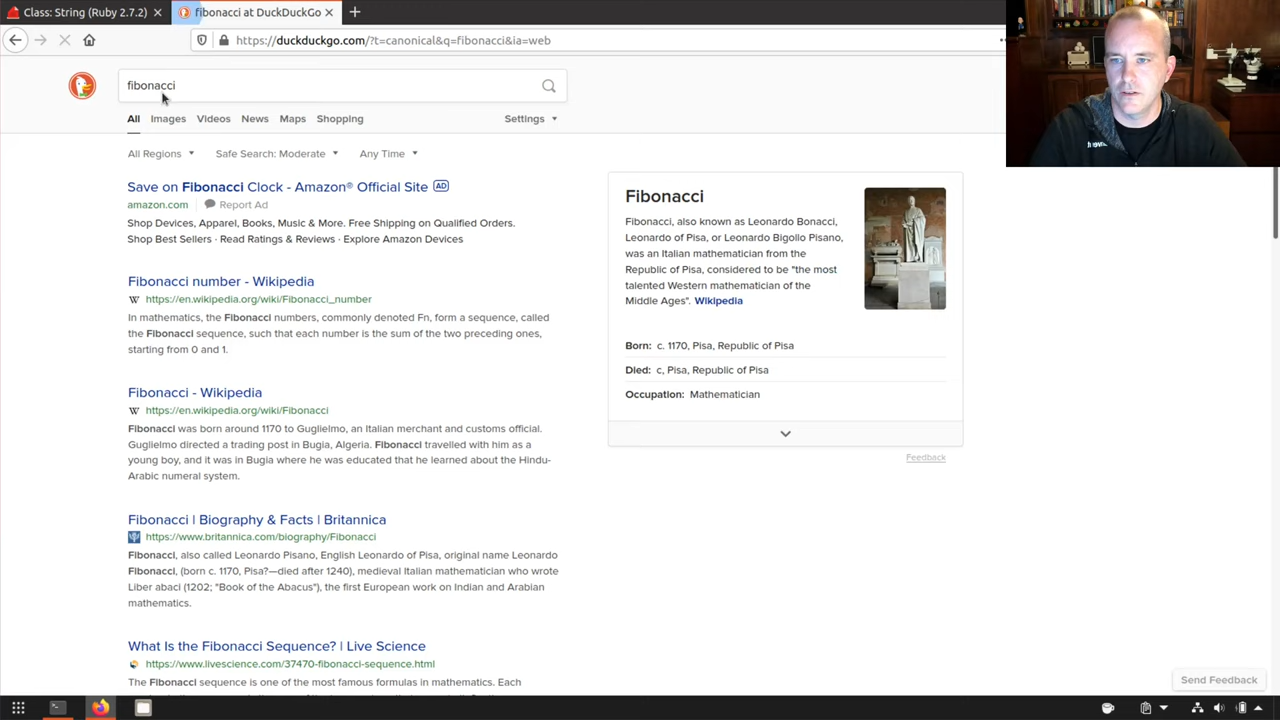 Class: String (Ruby 2.7.2)
fibonacci at DuckDuckGo
https://duckduckgo.com/?t=canonical&q=fibonacci&ia=web
fibonacci
All Images Videos News Maps Shopping Settings
All Regions Safe Search: Moderate Any Time
Save on Fibonacci Clock - Amazon® Official Site AD
amazon.com Report Ad
Shop Devices, Apparel, Books, Music & More. Free Shipping on Qualified Orders.
Shop Best Sellers · Read Ratings & Reviews · Explore Amazon Devices
Fibonacci number - Wikipedia
W https://en.wikipedia.org/wiki/Fibonacci_number
In mathematics, the Fibonacci numbers, commonly denoted Fn, form a sequence, called
the Fibonacci sequence, such that each number is the sum of the two preceding ones,
starting from 0 and 1.
Fibonacci - Wikipedia
W https://en.wikipedia.org/wiki/Fibonacci
Fibonacci was born around 1170 to Guglielmo, an Italian merchant and customs official.
Guglielmo directed a trading post in Bugia, Algeria. Fibonacci travelled with him as a
young boy, and it was in Bugia where he was educated that he learned about the Hindu-
Arabic numeral system.
Fibonacci | Biography & Facts | Britannica
https://www.britannica.com/biography/Fibonacci
Fibonacci, also called Leonardo Pisano, English Leonardo of Pisa, original name Leonardo
Fibonacci, (born c. 1170, Pisa?—died after 1240), medieval Italian mathematician who wrote
Liber abaci (1202; "Book of the Abacus"), the first European work on Indian and Arabian
mathematics.
What Is the Fibonacci Sequence? | Live Science
https://www.livescience.com/37470-fibonacci-sequence.html
The Fibonacci sequence is one of the most famous formulas in mathematics. Each
Fibonacci
Fibonacci, also known as Leonardo Bonacci,
Leonardo of Pisa, or Leonardo Bigollo Pisano,
was an Italian mathematician from the
Republic of Pisa, considered to be "the most
talented Western mathematician of the
Middle Ages". Wikipedia
Born: c. 1170, Pisa, Republic of Pisa
Died: c, Pisa, Republic of Pisa
Occupation: Mathematician
Feedback
Send Feedback